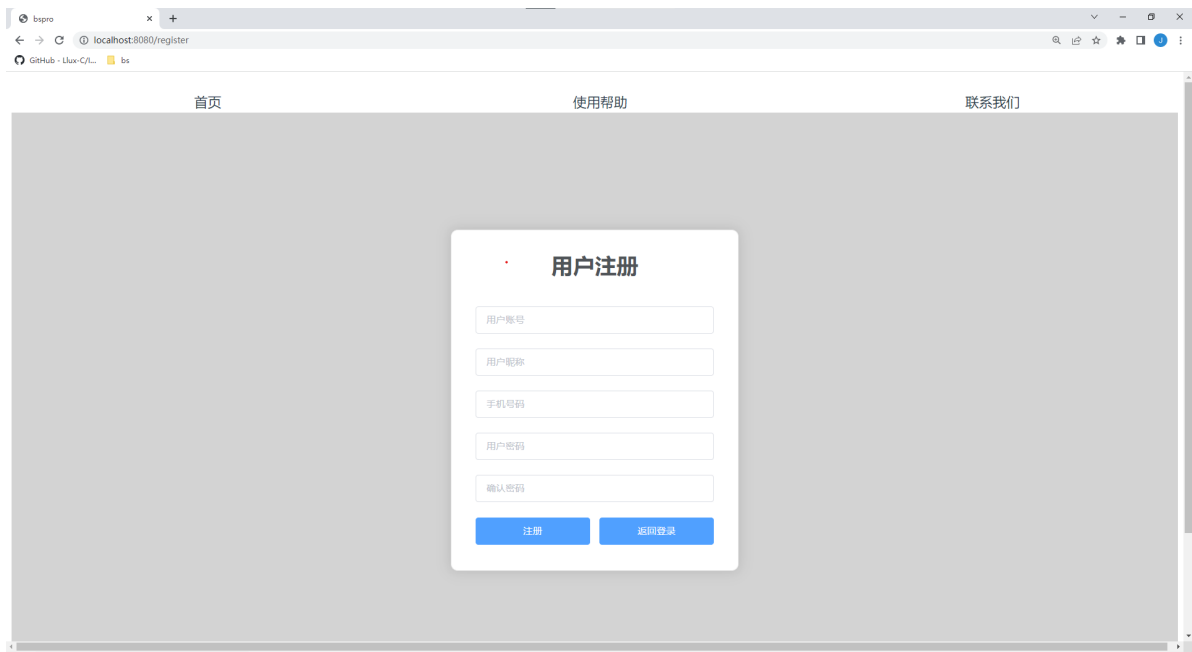 bspro
localhost:8080/register
GitHub - Llux-C/I...
bs
J
首页 使用帮助 联系我们
用户注册
用户账号
用户昵称
手机号码
用户密码
确认密码
注册 返回登录